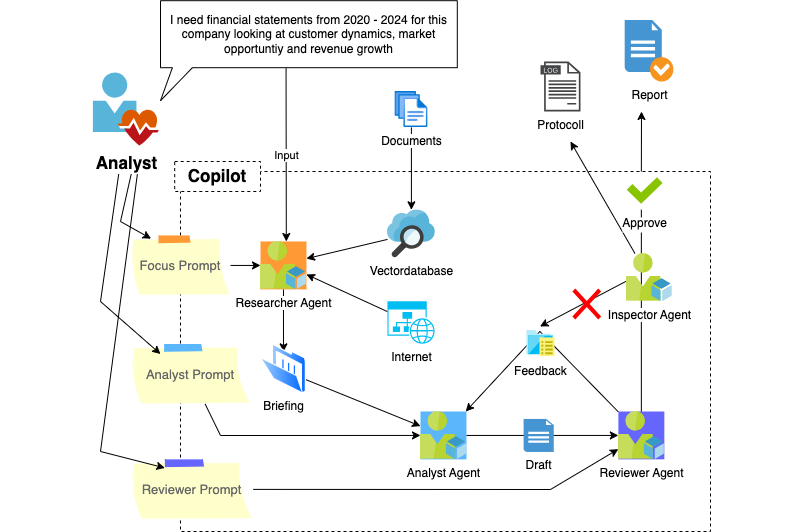 I need financial statements from 2020 - 2024 for this
company looking at customer dynamics, market
opportuntiy and revenue growth
LOG
Report
Protocoll
Documents
Analyst
Input
Copilot
Approve
Focus Prompt
Vectordatabase
Researcher Agent
Inspector Agent
Internet
Feedback
Analyst Prompt
Briefing
Analyst Agent
Draft
Reviewer Agent
Reviewer Prompt